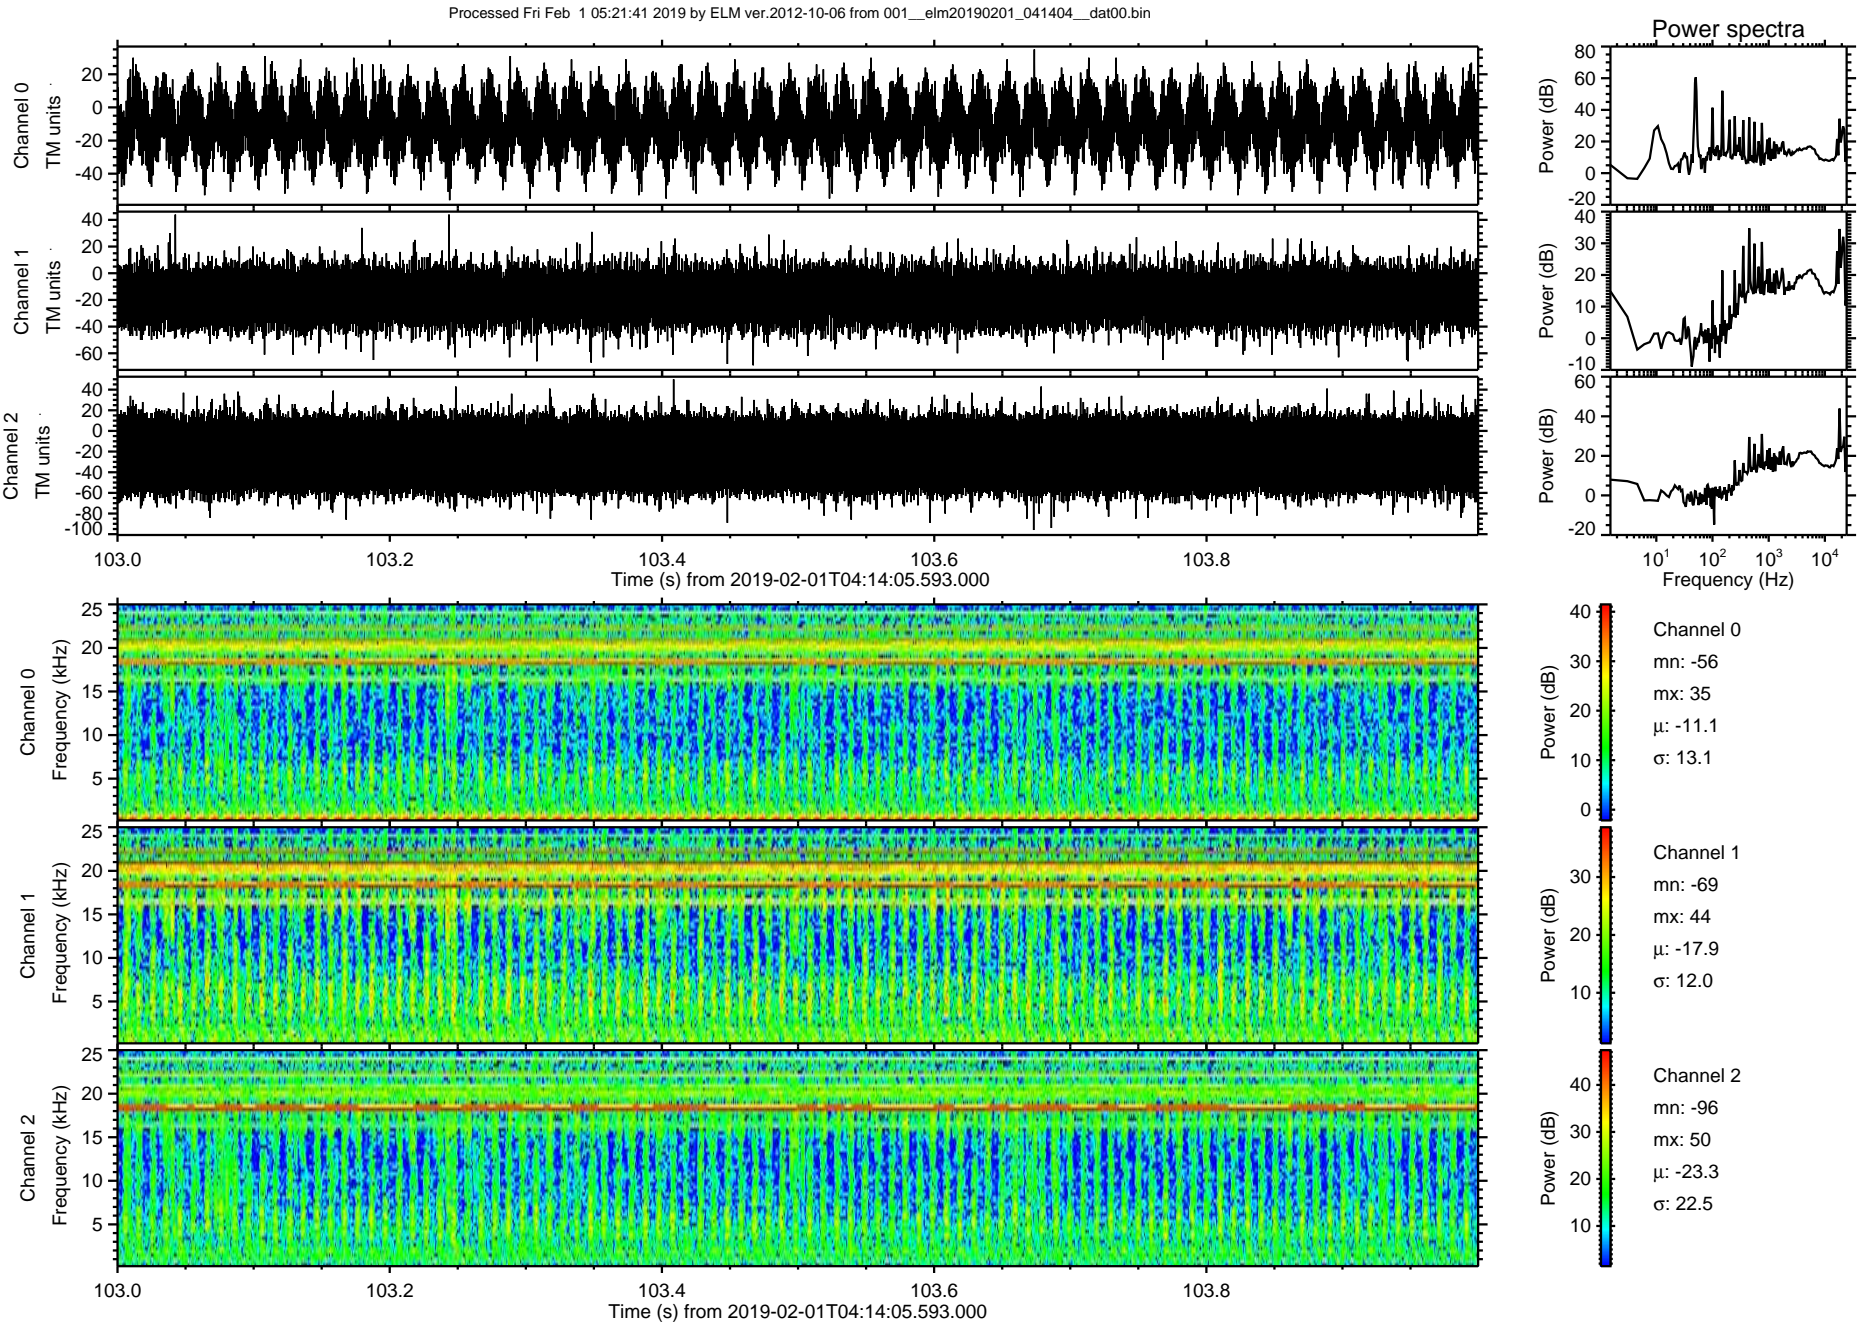 Processed Fri Feb  1 05:21:41 2019 by ELM ver.2012-10-06 from 001__elm20190201_041404__dat00.bin
Power spectra
Channel 0
TM units
20
0
-20
-40
Power (dB)
80
60
40
20
0
-20
Channel 1
TM units
40
20
0
-20
-40
-60
Power (dB)
40
30
20
10
0
-10
Channel 2
TM units
40
20
0
-20
-40
-60
-80
-100
Power (dB)
60
40
20
0
-20
103.0 103.2 103.4 103.6 103.8
Time (s) from 2019-02-01T04:14:05.593.000
10¹ 10² 10³ 10⁴
Frequency (Hz)
Channel 0
Frequency (kHz)
25
20
15
10
5
Power (dB)
40
30
20
10
0
Channel 0
mn: -56
mx: 35
μ: -11.1
σ: 13.1
Channel 1
Frequency (kHz)
25
20
15
10
5
Power (dB)
30
20
10
Channel 1
mn: -69
mx: 44
μ: -17.9
σ: 12.0
Channel 2
Frequency (kHz)
25
20
15
10
5
Power (dB)
40
30
20
10
Channel 2
mn: -96
mx: 50
μ: -23.3
σ: 22.5
103.0 103.2 103.4 103.6 103.8
Time (s) from 2019-02-01T04:14:05.593.000